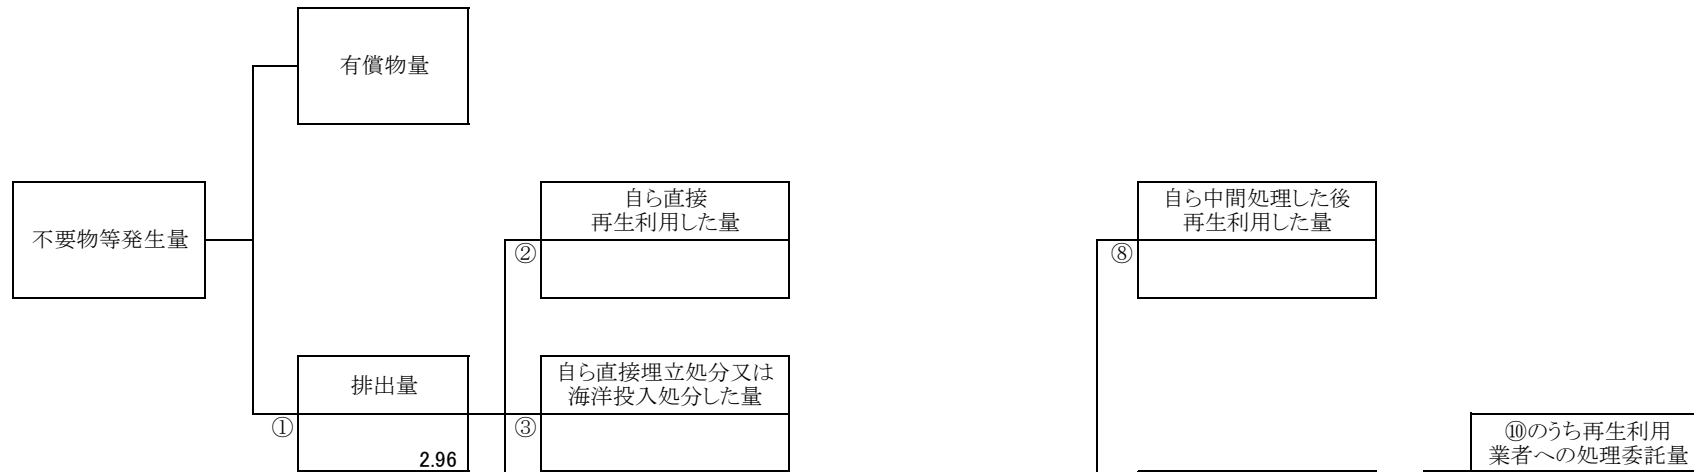 有償物量
不要物等発生量
自ら直接
再生利用した量
②
自ら中間処理した後
再生利用した量
⑧
排出量
①
2.96
自ら直接埋立処分又は
海洋投入処分した量
③
⑩のうち再生利用
業者への処理委託量